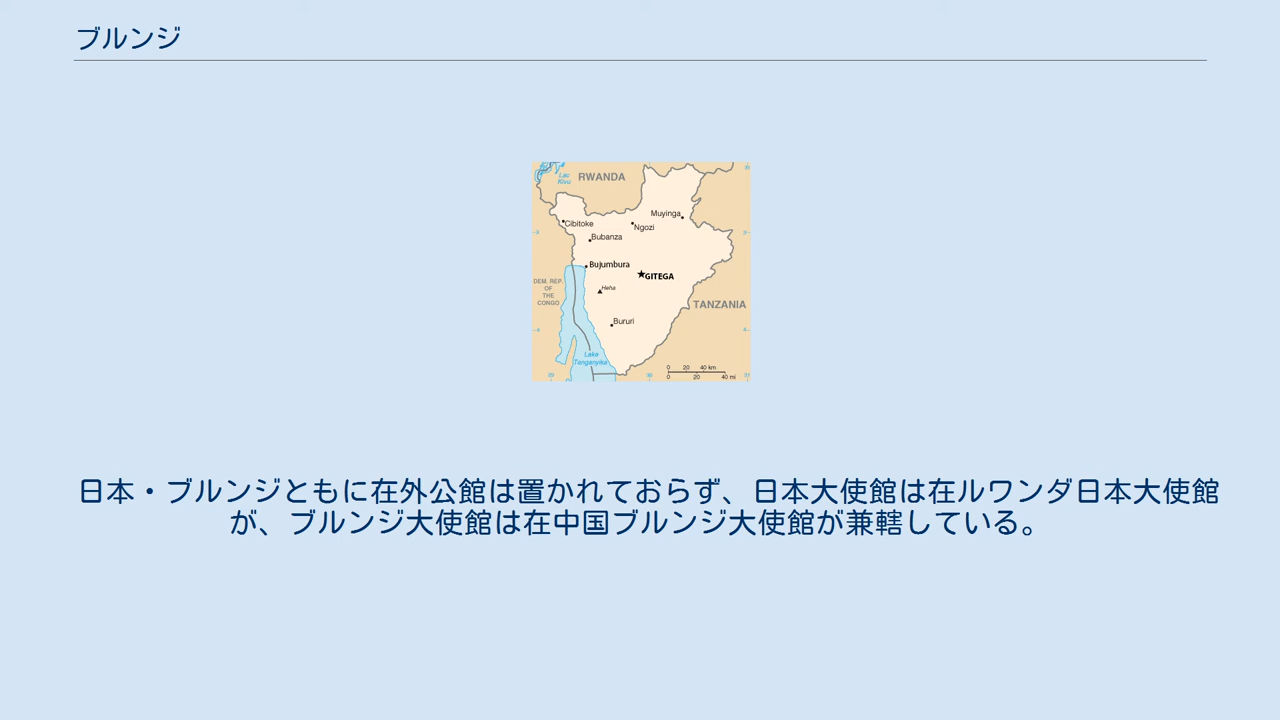 ブルンジ
Lac
Kivu
RWANDA
Muyinga
Cibitoke
Ngozi
Bubanza
Bujumbura
GITEGA
DEM. REP.
OF
THE
CONGO
Heha
TANZANIA
Bururi
Lake
Tanganyika
0 20 40 km
0 20 40 mi
日本・ブルンジともに在外公館は置かれておらず、日本大使館は在ルワンダ日本大使館
が、ブルンジ大使館は在中国ブルンジ大使館が兼轄している。